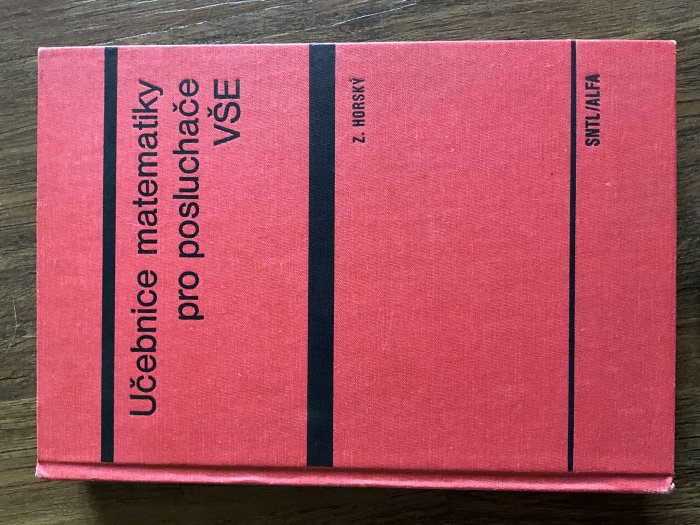 Učebnice matematiky
pro posluchače
VŠE
Z. HORSKÝ
SNTL/ALFA